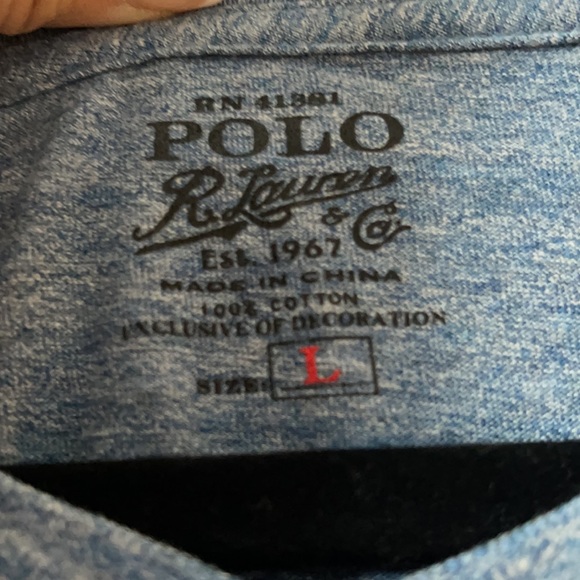 RN 41381
POLO
R. Lauren
& Co.
Est. 1967
MADE IN CHINA
100% COTTON
EXCLUSIVE OF DECORATION
SIZE: L